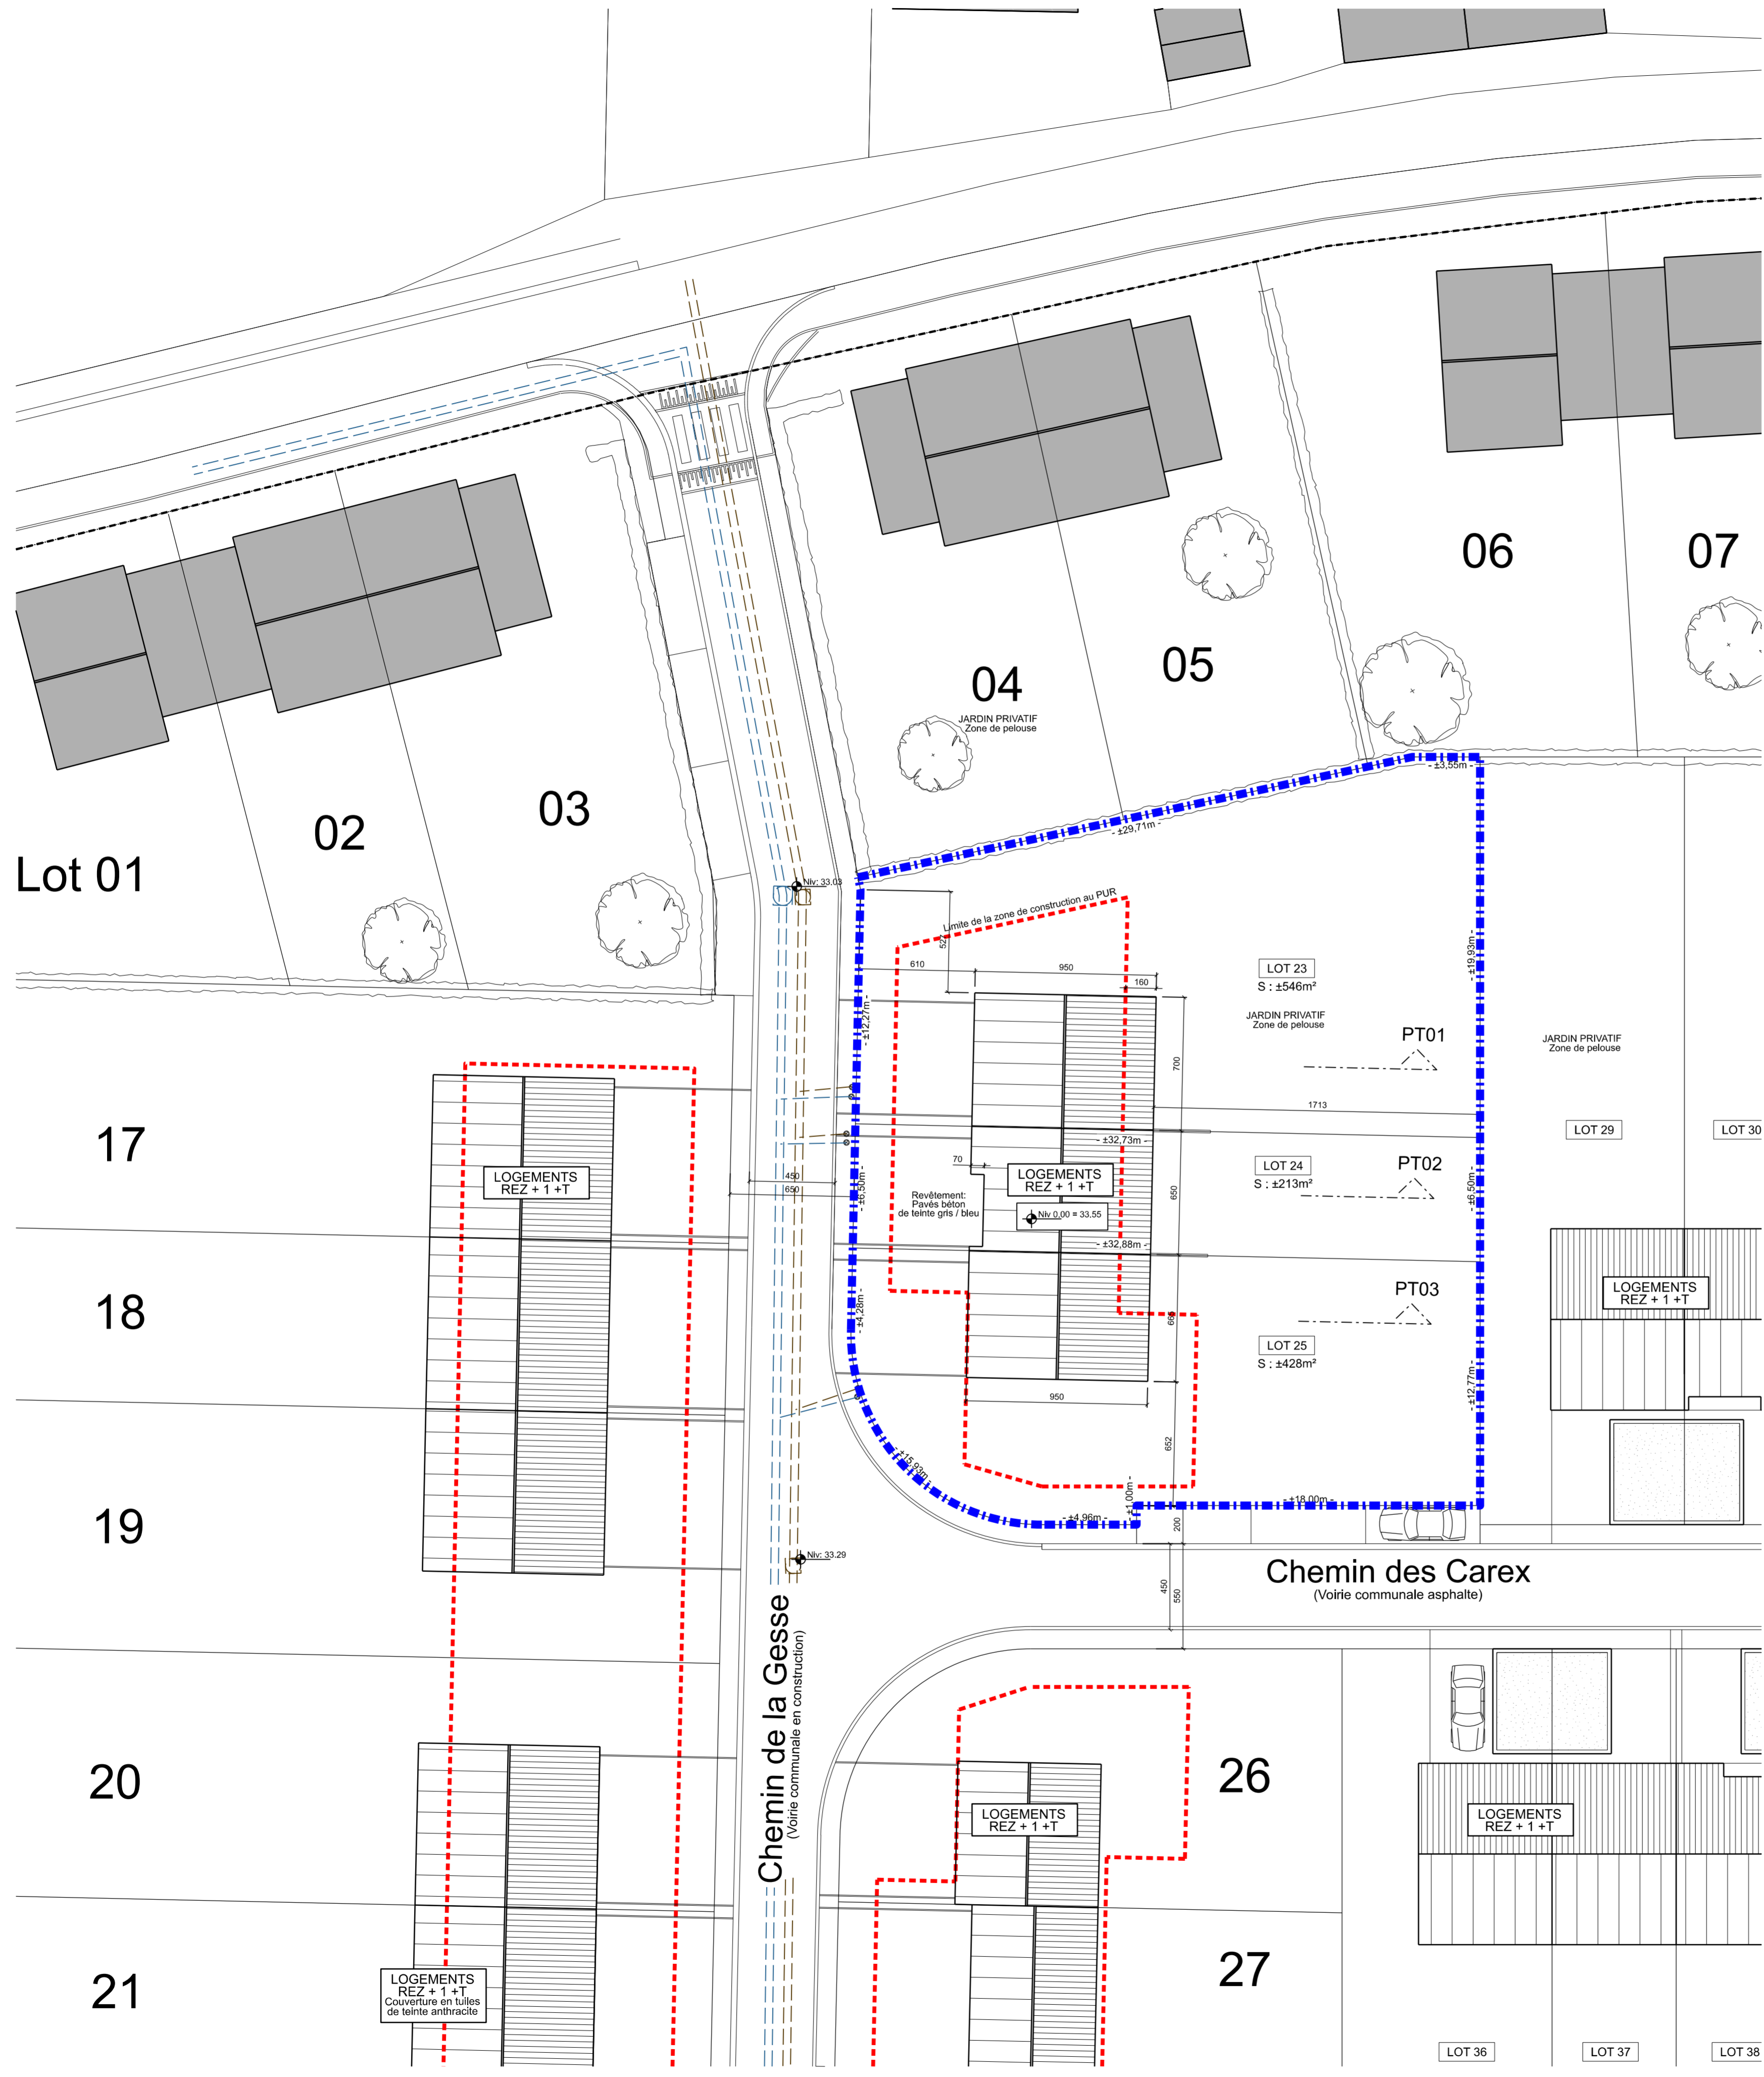 06
07
05
04
JARDIN PRIVATIF
Zone de pelouse
- ±3,55m -
03
02
- ±29,71m -
Lot 01
Niv: 33.03
Limite de la zone de construction au PUR
527
610
950
160
LOT 23
S : ±546m²
- ±19,93m -
- ±12,27m -
JARDIN PRIVATIF
Zone de pelouse
PT01
JARDIN PRIVATIF
Zone de pelouse
700
1713
17
LOT 29
LOT 30
- ±32,73m -
70
LOGEMENTS
REZ + 1 +T
450
650
- ±6,50m -
LOGEMENTS
REZ + 1 +T
LOT 24
S : ±213m²
PT02
650
- ±6,50m -
Revêtement:
Pavés béton
de teinte gris / bleu
Niv 0,00 = 33.55
- ±32,88m -
18
- ±4,28m -
PT03
LOGEMENTS
REZ + 1 +T
LOT 25
S : ±428m²
- ±12,77m -
950
652
- ±15,93m -
19
- ±1,00m -
- ±18,00m -
- ±4,96m -
200
Niv: 33.29
Chemin des Carex
(Voirie communale asphalte)
450
550
Chemin de la Gesse
(Voirie communale en construction)
20
26
LOGEMENTS
REZ + 1 +T
LOGEMENTS
REZ + 1 +T
27
21
LOGEMENTS
REZ + 1 +T
Couverture en tuiles
de teinte anthracite
LOT 36
LOT 37
LOT 38